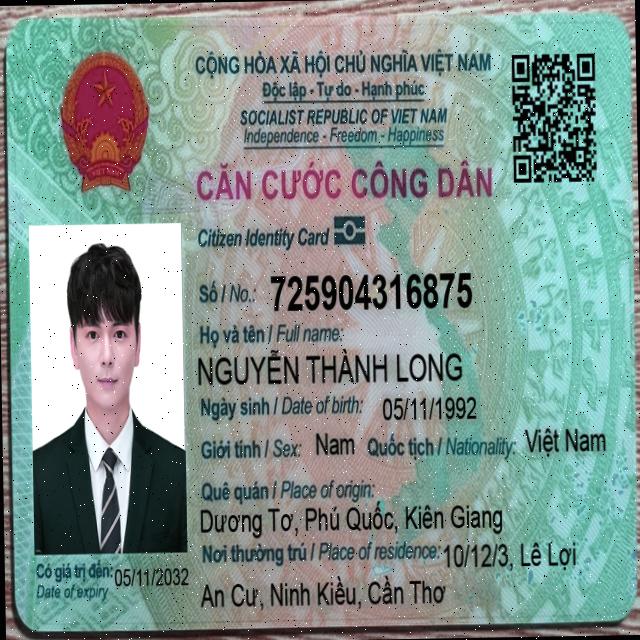 CỘNG HÒA XÃ HỘI CHỦ NGHĨA VIỆT NAM
Độc lập - Tự do - Hạnh phúc
SOCIALIST REPUBLIC OF VIET NAM
Independence - Freedom - Happiness
CĂN CƯỚC CÔNG DÂN
Citizen Identity Card
Số / No.: 725904316875
Họ và tên / Full name:
NGUYỄN THÀNH LONG
Ngày sinh / Date of birth: 05/11/1992
Giới tính / Sex: Nam Quốc tịch / Nationality: Việt Nam
Quê quán / Place of origin:
Dương Tơ, Phú Quốc, Kiên Giang
Nơi thường trú / Place of residence: 10/12/3, Lê Lợi
An Cư, Ninh Kiều, Cần Thơ
Có giá trị đến: 05/11/2032
Date of expiry